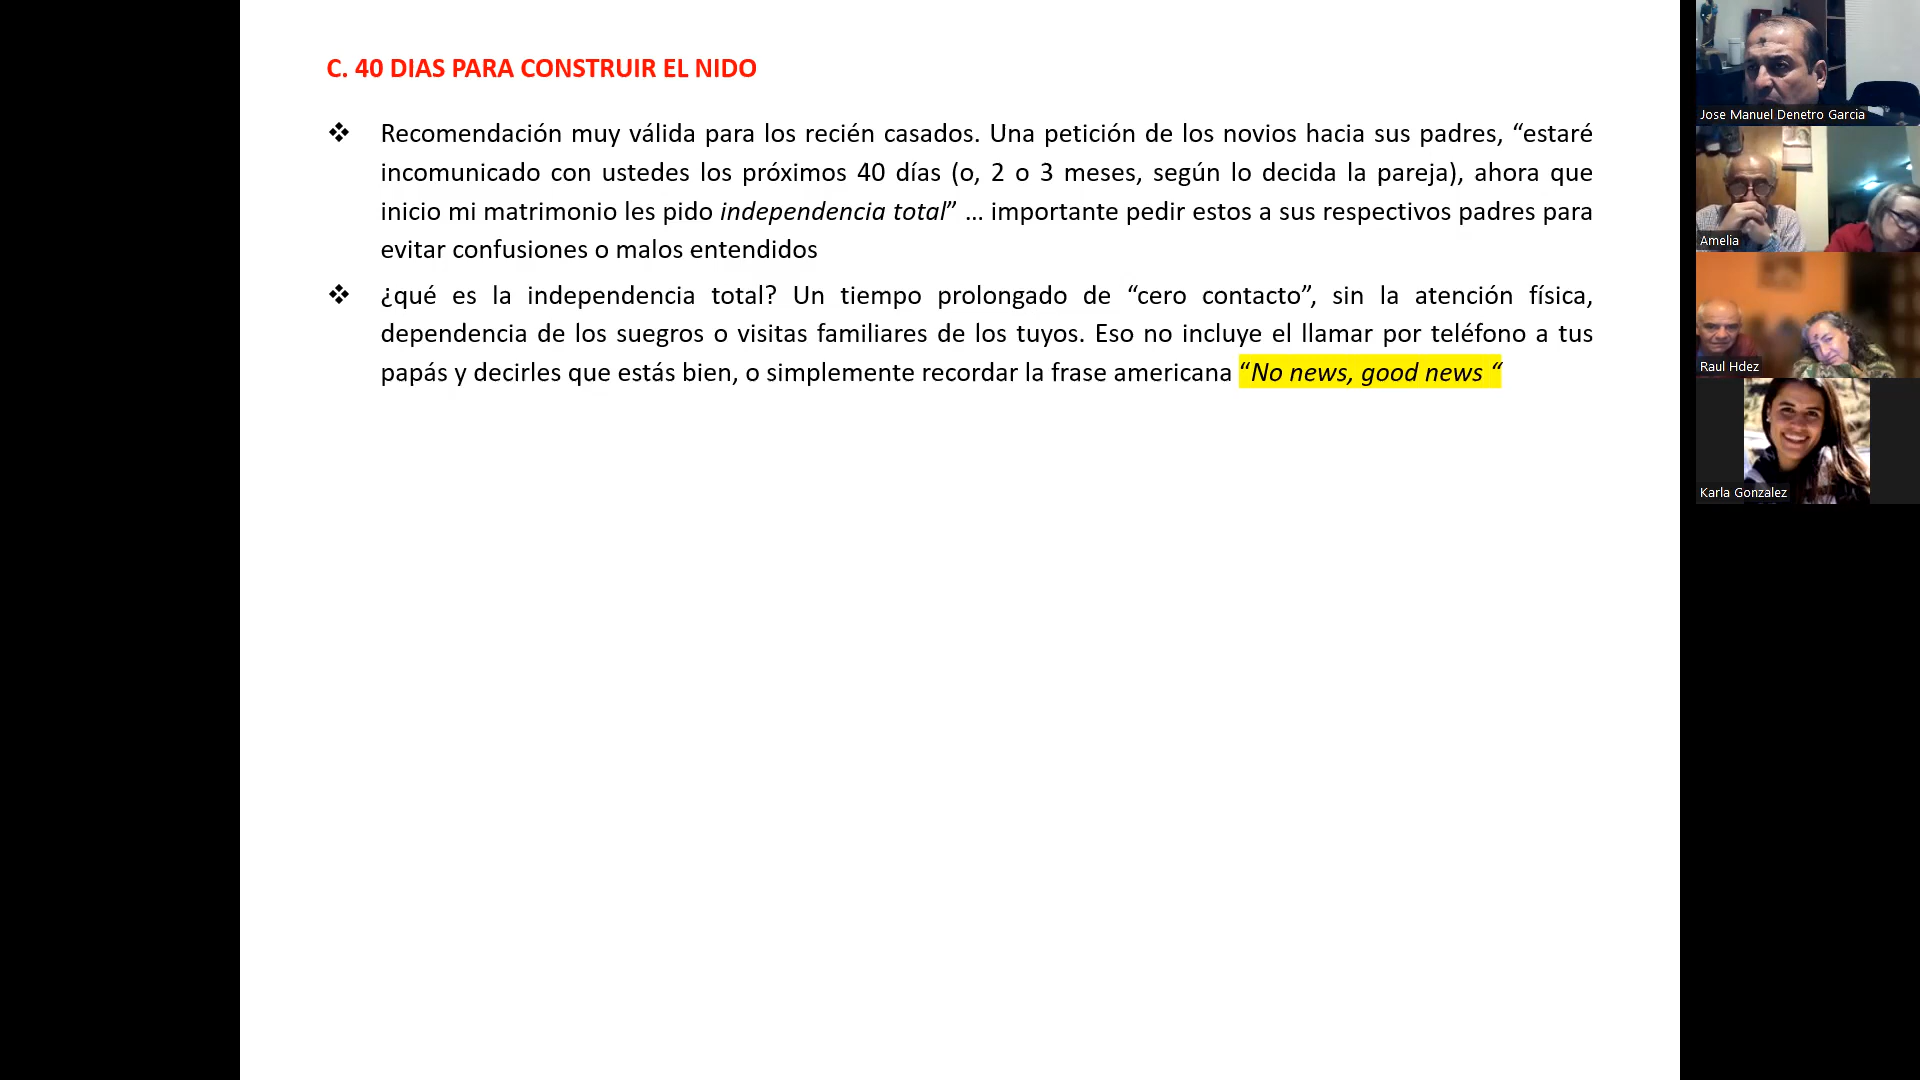 C. 40 DIAS PARA CONSTRUIR EL NIDO
❖ Recomendación muy válida para los recién casados. Una petición de los novios hacia sus padres, “estaré
incomunicado con ustedes los próximos 40 días (o, 2 o 3 meses, según lo decida la pareja), ahora que
inicio mi matrimonio les pido independencia total” ... importante pedir estos a sus respectivos padres para
evitar confusiones o malos entendidos
❖ ¿qué es la independencia total? Un tiempo prolongado de “cero contacto”, sin la atención física,
dependencia de los suegros o visitas familiares de los tuyos. Eso no incluye el llamar por teléfono a tus
papás y decirles que estás bien, o simplemente recordar la frase americana “No news, good news “
Jose Manuel Denetro Garcia
Amelia
Raul Hdez
Karla Gonzalez